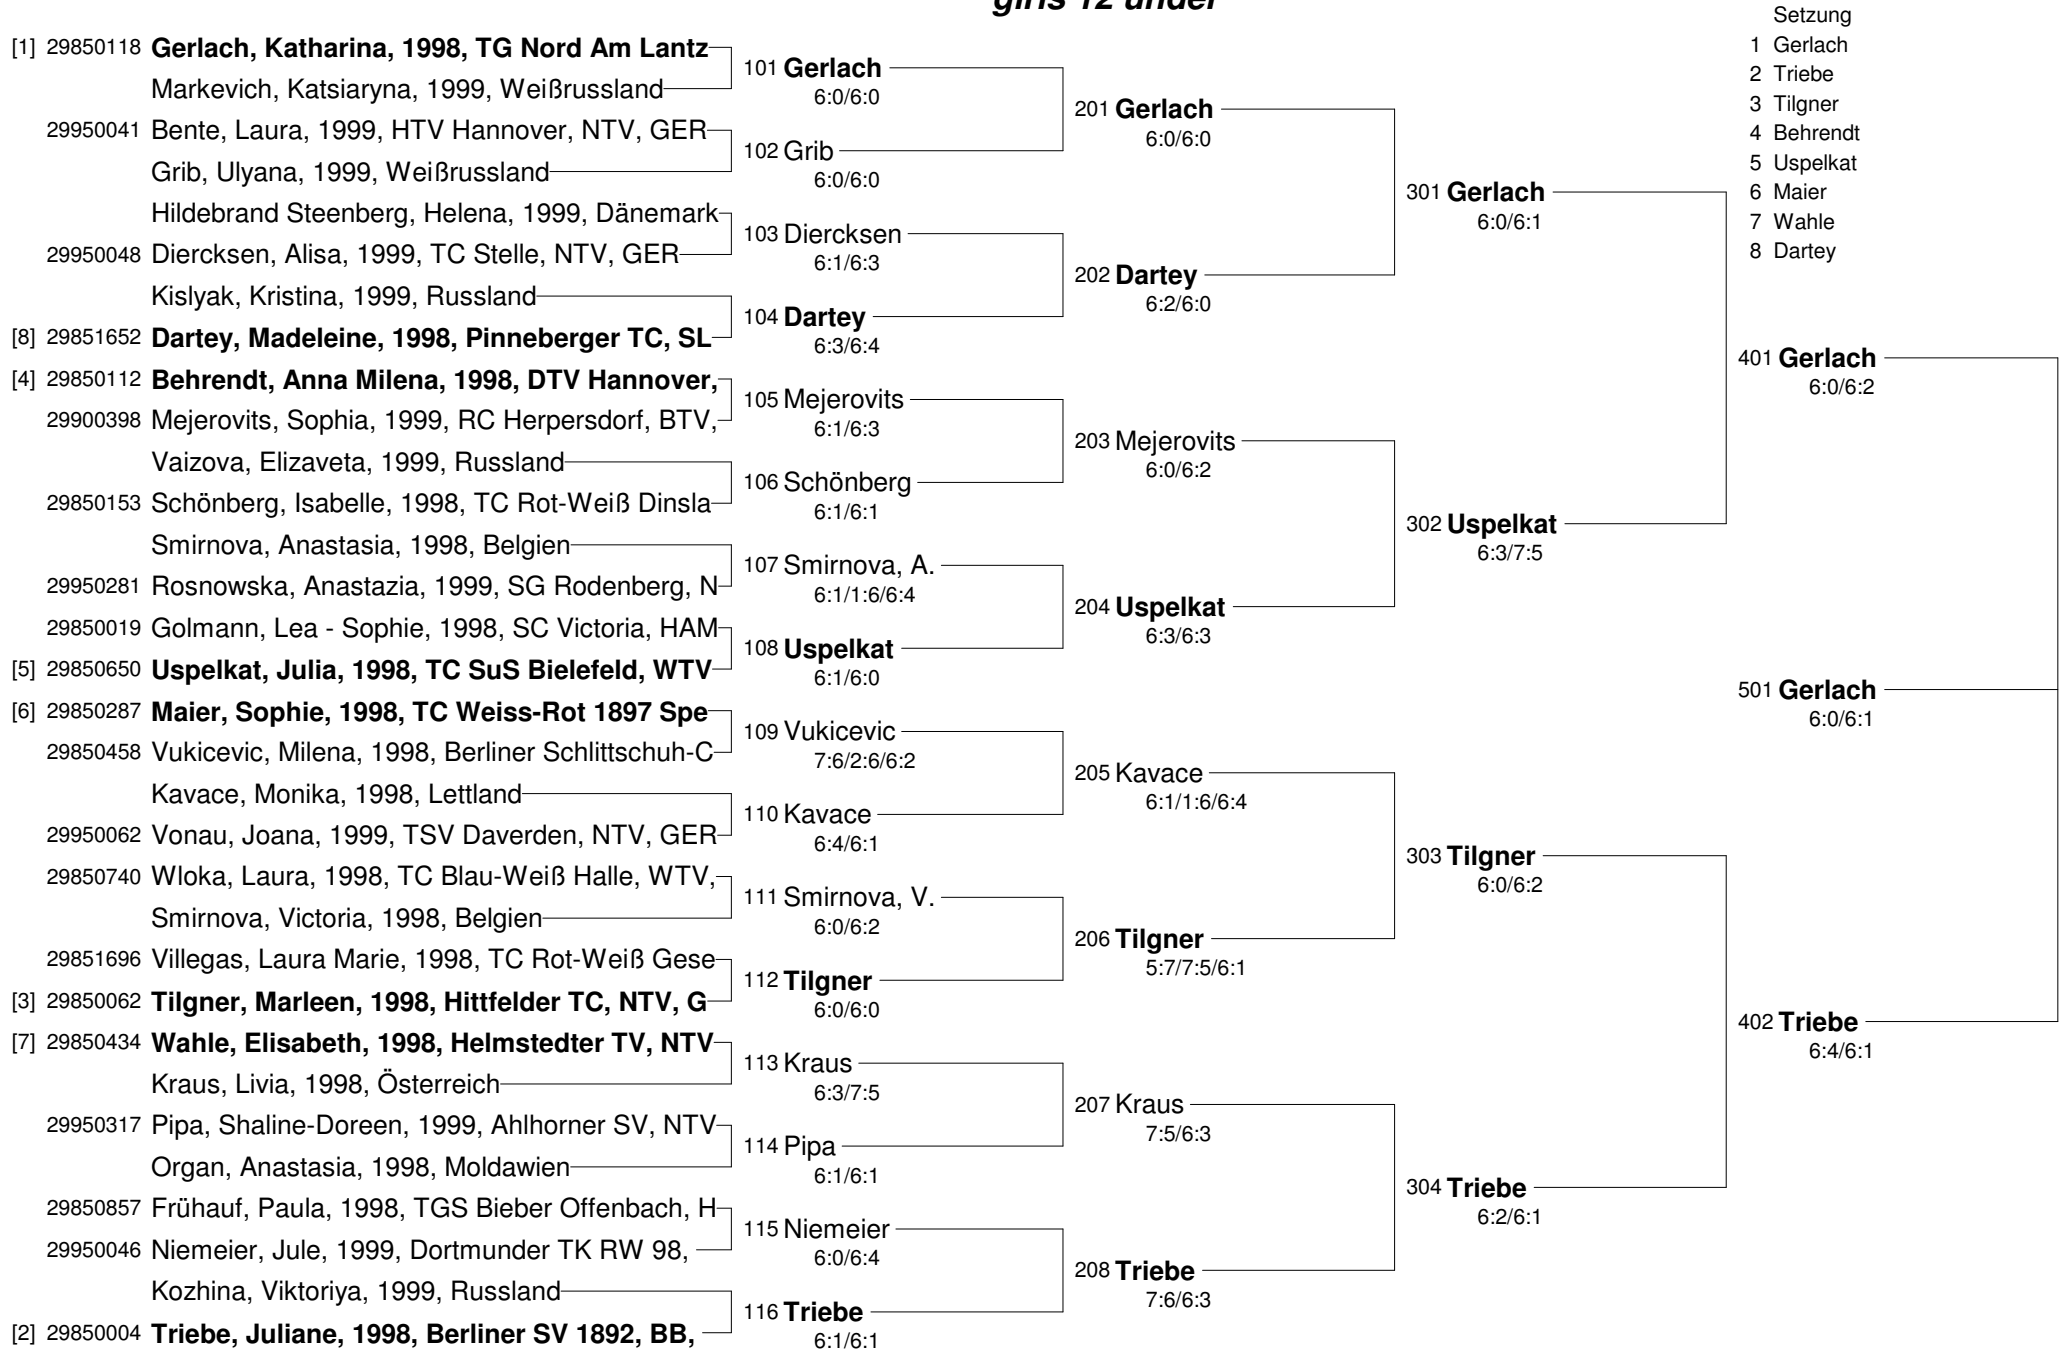 girls 12 under
Setzung
1 Gerlach
2 Triebe
3 Tilgner
4 Behrendt
5 Uspelkat
6 Maier
7 Wahle
8 Dartey
[1] 29850118 Gerlach, Katharina, 1998, TG Nord Am Lantz
Markevich, Katsiaryna, 1999, Weißrussland
29950041 Bente, Laura, 1999, HTV Hannover, NTV, GER
Grib, Ulyana, 1999, Weißrussland
Hildebrand Steenberg, Helena, 1999, Dänemark
29950048 Diercksen, Alisa, 1999, TC Stelle, NTV, GER
Kislyak, Kristina, 1999, Russland
[8] 29851652 Dartey, Madeleine, 1998, Pinneberger TC, SL
[4] 29850112 Behrendt, Anna Milena, 1998, DTV Hannover,
29900398 Mejerovits, Sophia, 1999, RC Herpersdorf, BTV,
Vaizova, Elizaveta, 1999, Russland
29850153 Schönberg, Isabelle, 1998, TC Rot-Weiß Dinsla
Smirnova, Anastasia, 1998, Belgien
29950281 Rosnowska, Anastazia, 1999, SG Rodenberg, N
29850019 Golmann, Lea - Sophie, 1998, SC Victoria, HAM
[5] 29850650 Uspelkat, Julia, 1998, TC SuS Bielefeld, WTV
[6] 29850287 Maier, Sophie, 1998, TC Weiss-Rot 1897 Spe
29850458 Vukicevic, Milena, 1998, Berliner Schlittschuh-C
Kavace, Monika, 1998, Lettland
29950062 Vonau, Joana, 1999, TSV Daverden, NTV, GER
29850740 Wloka, Laura, 1998, TC Blau-Weiß Halle, WTV,
Smirnova, Victoria, 1998, Belgien
29851696 Villegas, Laura Marie, 1998, TC Rot-Weiß Gese
[3] 29850062 Tilgner, Marleen, 1998, Hittfelder TC, NTV, G
[7] 29850434 Wahle, Elisabeth, 1998, Helmstedter TV, NTV
Kraus, Livia, 1998, Österreich
29950317 Pipa, Shaline-Doreen, 1999, Ahlhorner SV, NTV
Organ, Anastasia, 1998, Moldawien
29850857 Frühauf, Paula, 1998, TGS Bieber Offenbach, H
29950046 Niemeier, Jule, 1999, Dortmunder TK RW 98,
Kozhina, Viktoriya, 1999, Russland
[2] 29850004 Triebe, Juliane, 1998, Berliner SV 1892, BB,
101 Gerlach
6:0/6:0
102 Grib
6:0/6:0
103 Diercksen
6:1/6:3
104 Dartey
6:3/6:4
105 Mejerovits
6:1/6:3
106 Schönberg
6:1/6:1
107 Smirnova, A.
6:1/1:6/6:4
108 Uspelkat
6:1/6:0
109 Vukicevic
7:6/2:6/6:2
110 Kavace
6:4/6:1
111 Smirnova, V.
6:0/6:2
112 Tilgner
6:0/6:0
113 Kraus
6:3/7:5
114 Pipa
6:1/6:1
115 Niemeier
6:0/6:4
116 Triebe
6:1/6:1
201 Gerlach
6:0/6:0
202 Dartey
6:2/6:0
203 Mejerovits
6:0/6:2
204 Uspelkat
6:3/6:3
205 Kavace
6:1/1:6/6:4
206 Tilgner
5:7/7:5/6:1
207 Kraus
7:5/6:3
208 Triebe
7:6/6:3
301 Gerlach
6:0/6:1
302 Uspelkat
6:3/7:5
303 Tilgner
6:0/6:2
304 Triebe
6:2/6:1
401 Gerlach
6:0/6:2
501 Gerlach
6:0/6:1
402 Triebe
6:4/6:1